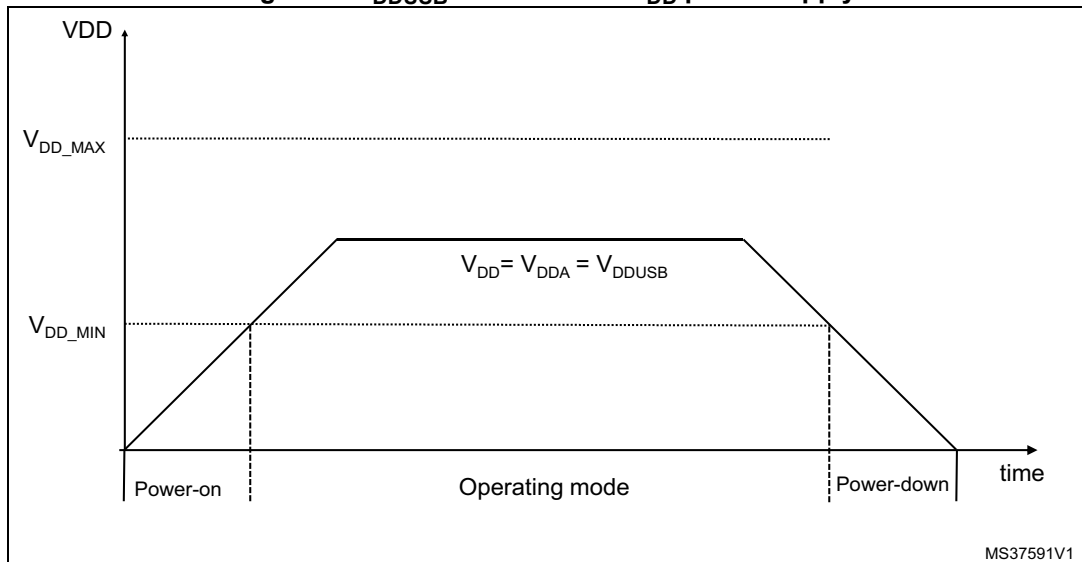 VDD
V_DD_MAX
V_DD= V_DDA = V_DDUSB
V_DD_MIN
time
Power-on
Operating mode
Power-down
MS37591V1